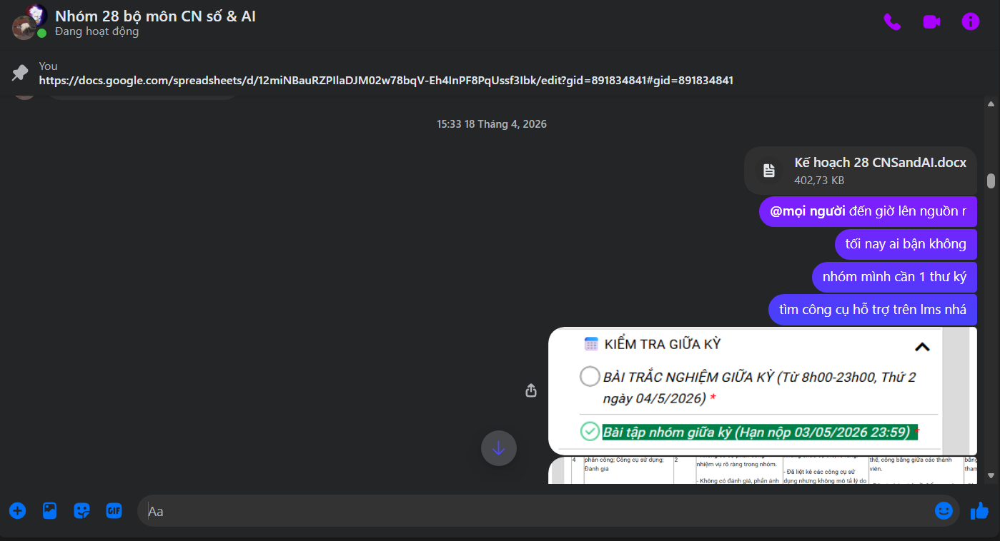 Nhóm 28 bộ môn CN số & AI
Đang hoạt động
You
https://docs.google.com/spreadsheets/d/12miNBauRZPIlaDJM02w78bqV-Eh4InPF8PqUssf3Ibk/edit?gid=891834841#gid=891834841
15:33 18 Tháng 4, 2026
Kế hoạch 28 CNSandAI.docx
402,73 KB
@mọi người đến giờ lên nguồn r
tối nay ai bận không
nhóm mình cần 1 thư ký
tìm công cụ hỗ trợ trên lms nhá
KIỂM TRA GIỮA KỲ
BÀI TRẮC NGHIỆM GIỮA KỲ (Từ 8h00-23h00, Thứ 2
ngày 04/5/2026) *
Bài tập nhóm giữa kỳ (Hạn nộp 03/05/2026 23:59) *
4 phân công; Công cụ sử dụng; 2
Đánh giá
nhiệm vụ rõ ràng trong nhóm.
- Không có đánh giá, phản ánh
- Đã liệt kê các công cụ sử
dụng nhưng không mô tả lý do
thể, công bằng giữa các thành
viên.
GIF
Aa